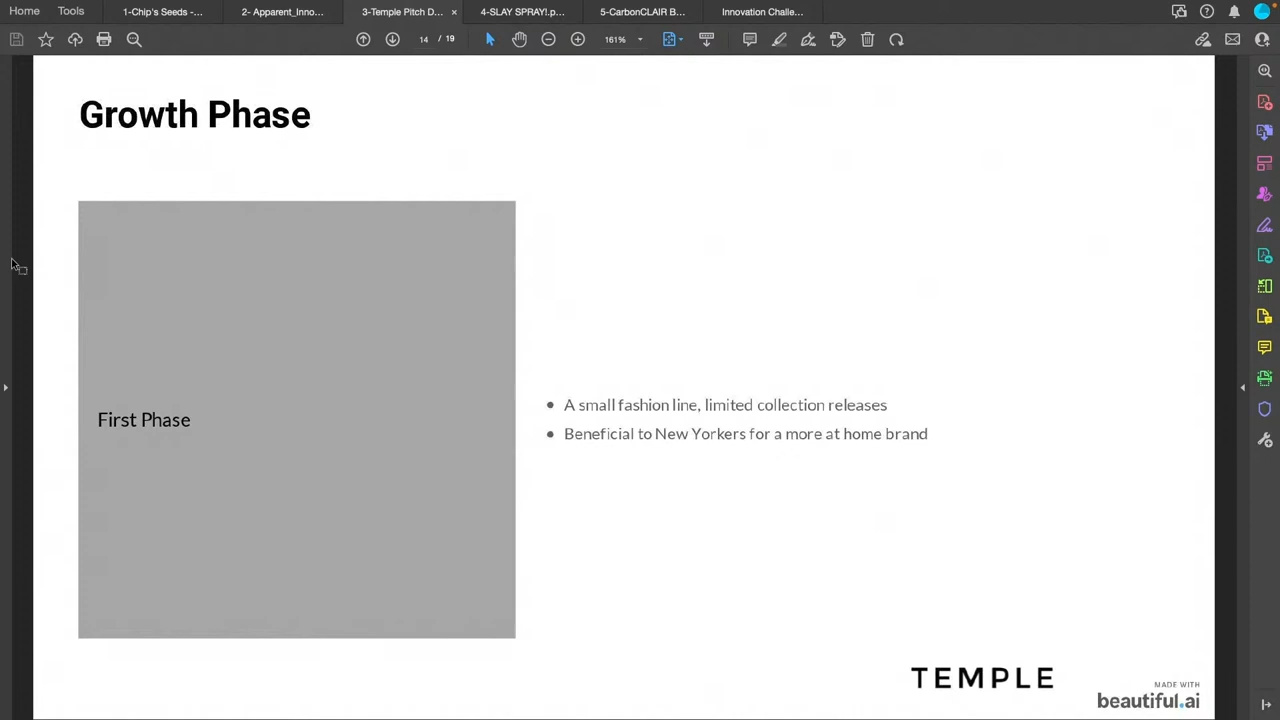 Home
Tools
1-Chip's Seeds -...
2- Apparent_Inno...
3-Temple Pitch D...
4-SLAY SPRAY!.p...
5-CarbonCLAIR B...
Innovation Challe...
14 / 19
161%
Growth Phase
First Phase
• A small fashion line, limited collection releases
• Beneficial to New Yorkers for a more at home brand
TEMPLE
MADE WITH
beautiful.ai